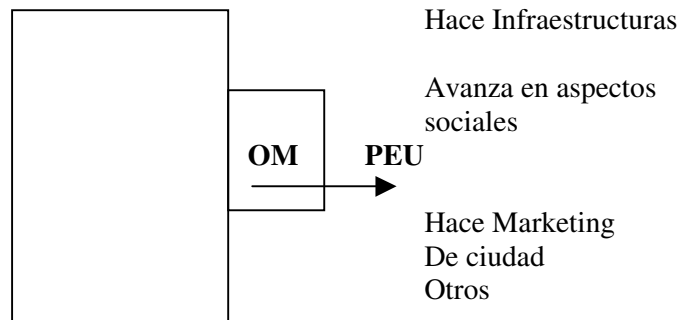 Hace Infraestructuras
Avanza en aspectos
sociales
OM PEU
Hace Marketing
De ciudad
Otros